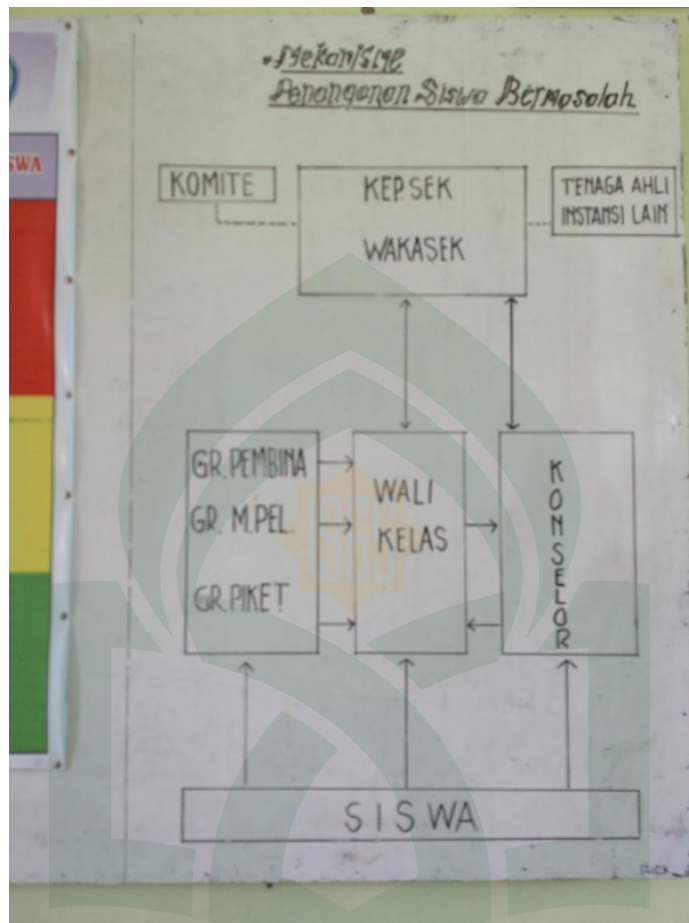 Mekanisme
Penanganan Siswa Bermasalah
SWA
KOMITE
KEP.SEK
WAKASEK
TENAGA AHLI
INSTANSI LAIN
GR. PEMBINA
GR. M.PEL.
GR. PIKET
WALI
KELAS
KONSELOR
SISWA